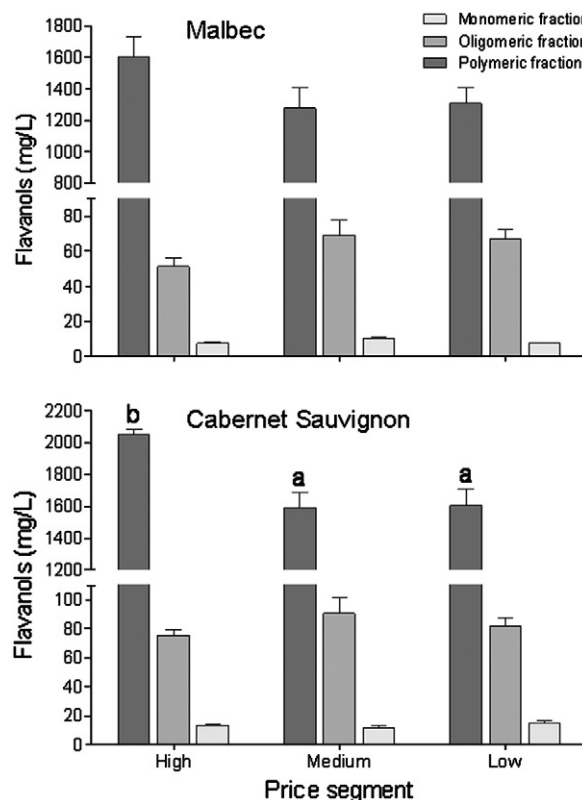 Malbec
Monomeric fraction
Oligomeric fraction
Polymeric fraction
Flavanols (mg/L)
1800
1600
1400
1200
1000
800
80
60
40
20
0
Cabernet Sauvignon
Flavanols (mg/L)
2200
2000
1800
1600
1400
1200
100
80
60
40
20
0
b
a
a
High Medium Low
Price segment